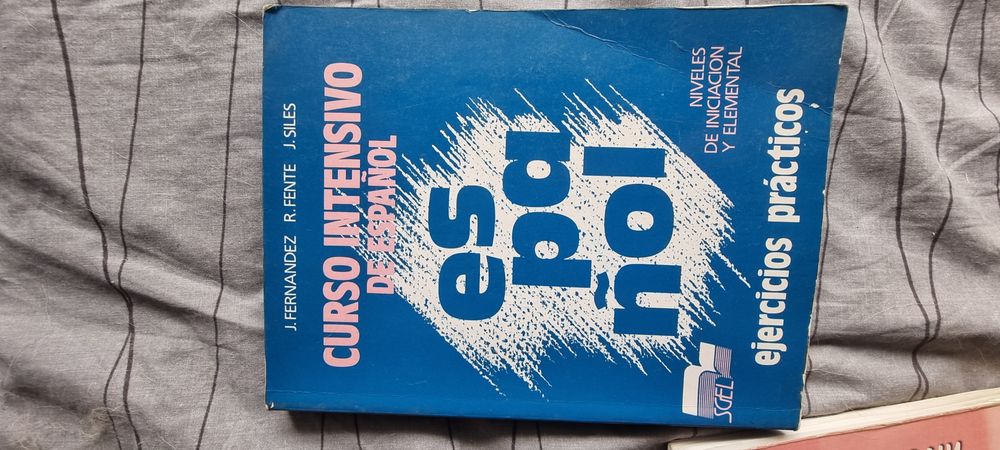 J. FERNANDEZ R. FENTE J. SILES
CURSO INTENSIVO
DE ESPAÑOL
es
pa
ñol
NIVELES
DE INICIACION
Y ELEMENTAL
SGEL
ejercicios prácticos